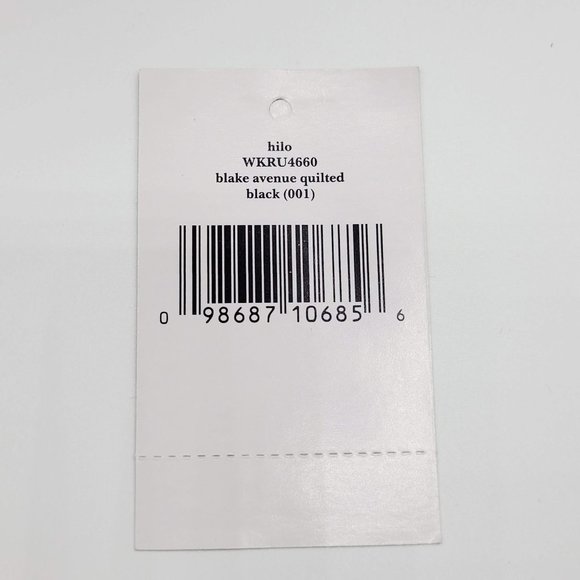 hilo
WKRU4660
blake avenue quilted
black (001)
0 98687 10685 6